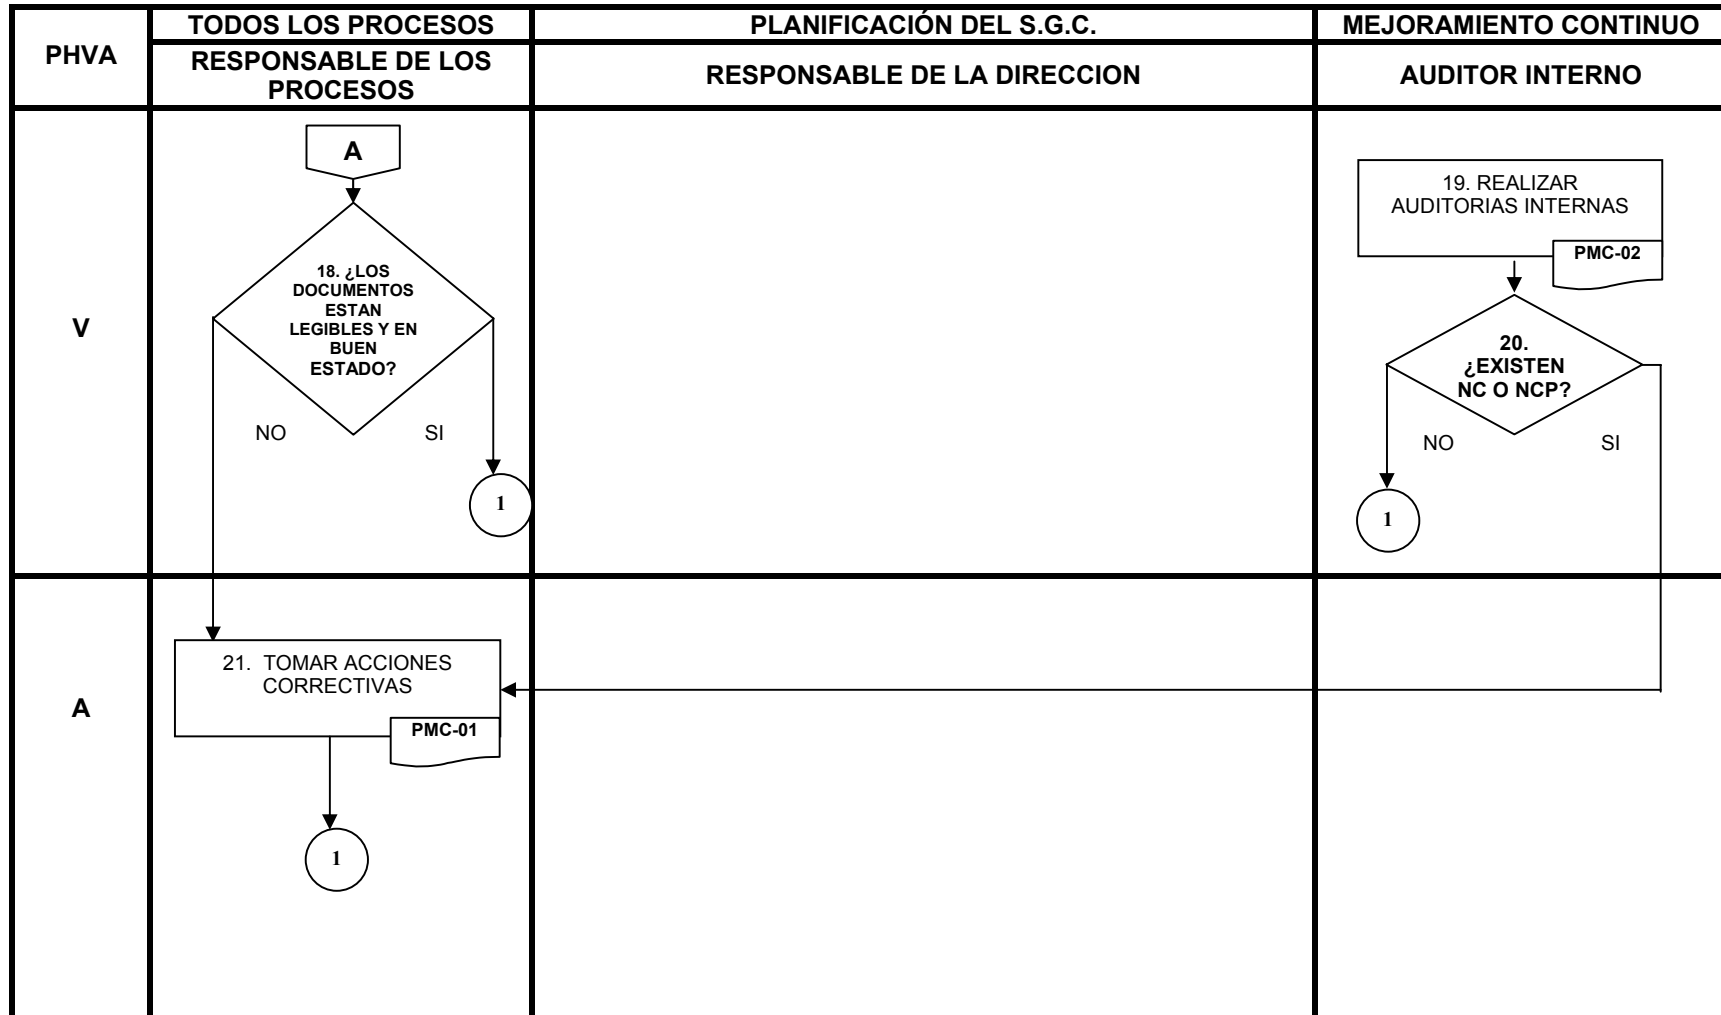 PHVA
TODOS LOS PROCESOS
PLANIFICACIÓN DEL S.G.C.
MEJORAMIENTO CONTINUO
RESPONSABLE DE LOS
PROCESOS
RESPONSABLE DE LA DIRECCION
AUDITOR INTERNO
V
A
18. ¿LOS
DOCUMENTOS
ESTAN
LEGIBLES Y EN
BUEN
ESTADO?
NO
SI
1
19. REALIZAR
AUDITORIAS INTERNAS
PMC-02
20.
¿EXISTEN
NC O NCP?
NO
SI
1
A
21. TOMAR ACCIONES
CORRECTIVAS
PMC-01
1